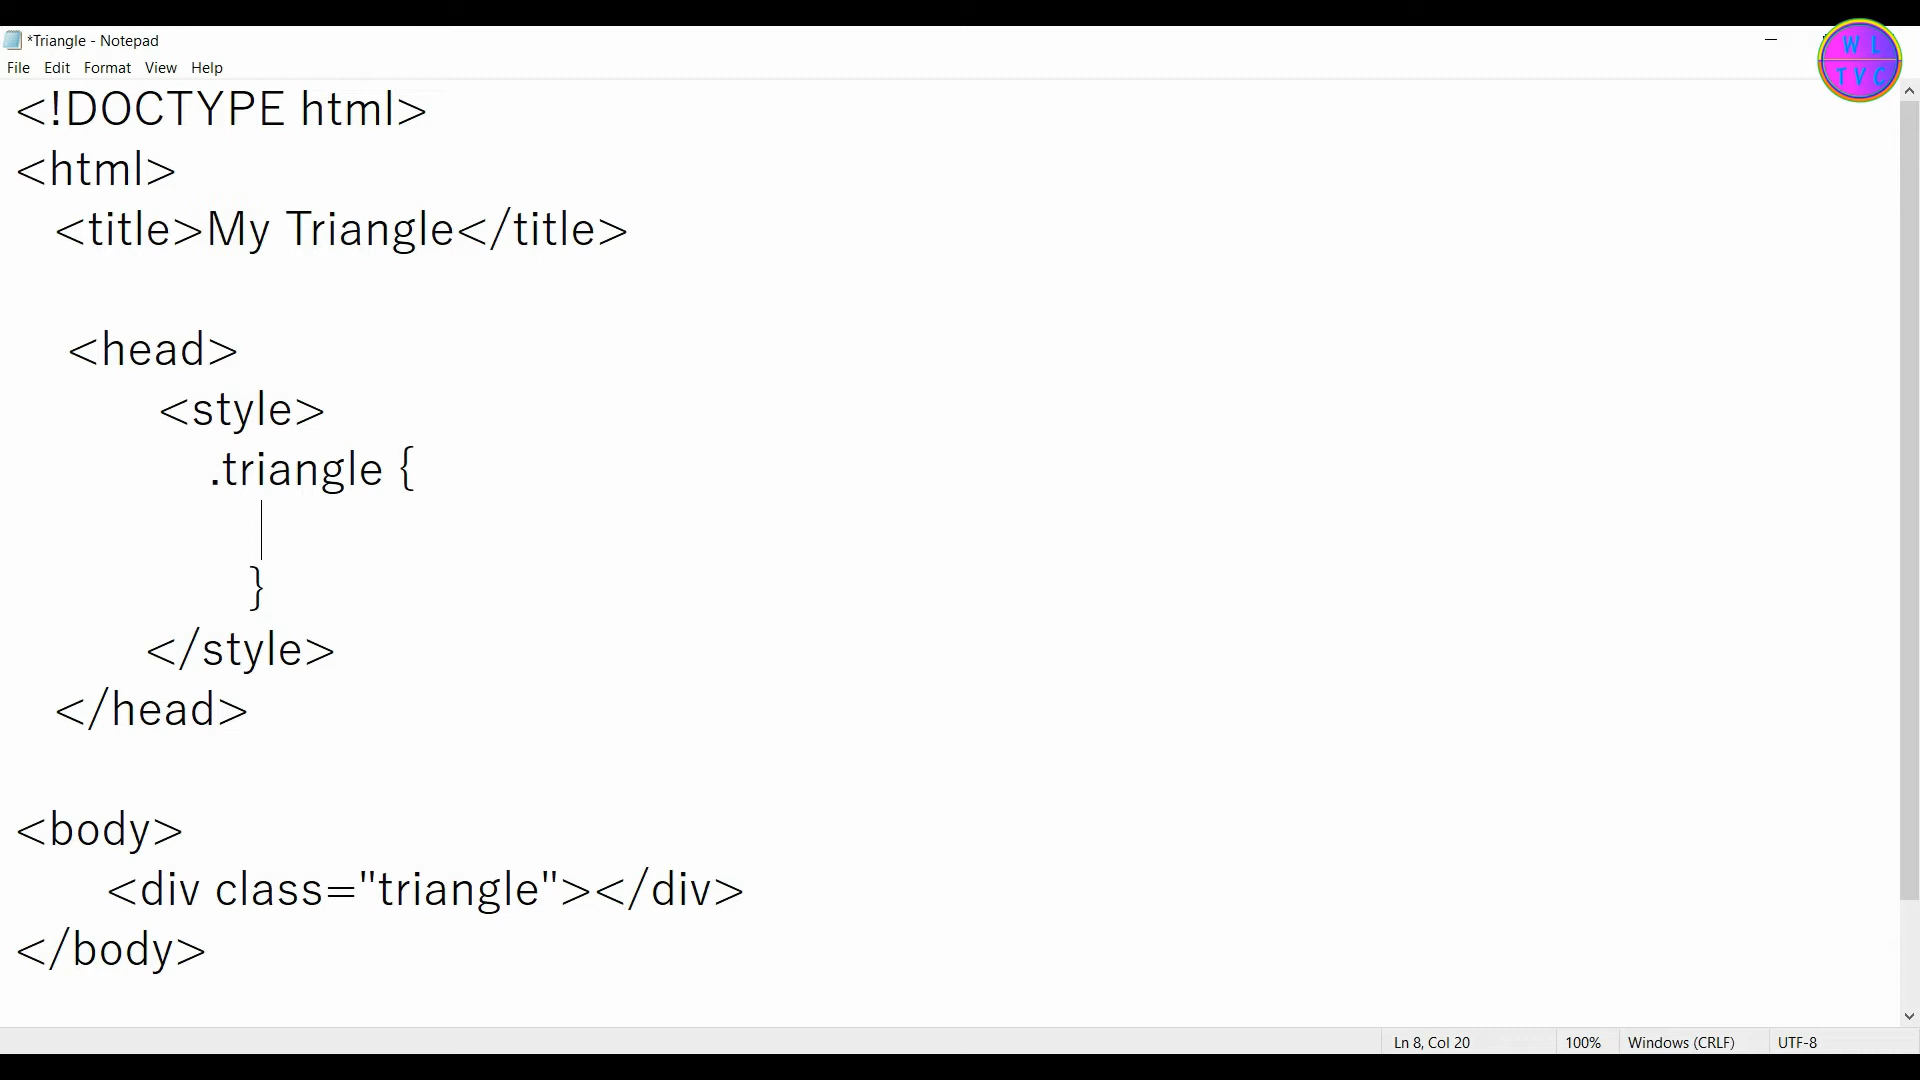 *Triangle - Notepad
File Edit Format View Help
W L
T V C
<!DOCTYPE html>
<html>
<title>My Triangle</title>
<head>
<style>
.triangle {
}
</style>
</head>
<body>
<div class="triangle"></div>
</body>
Ln 8, Col 20 100% Windows (CRLF) UTF-8